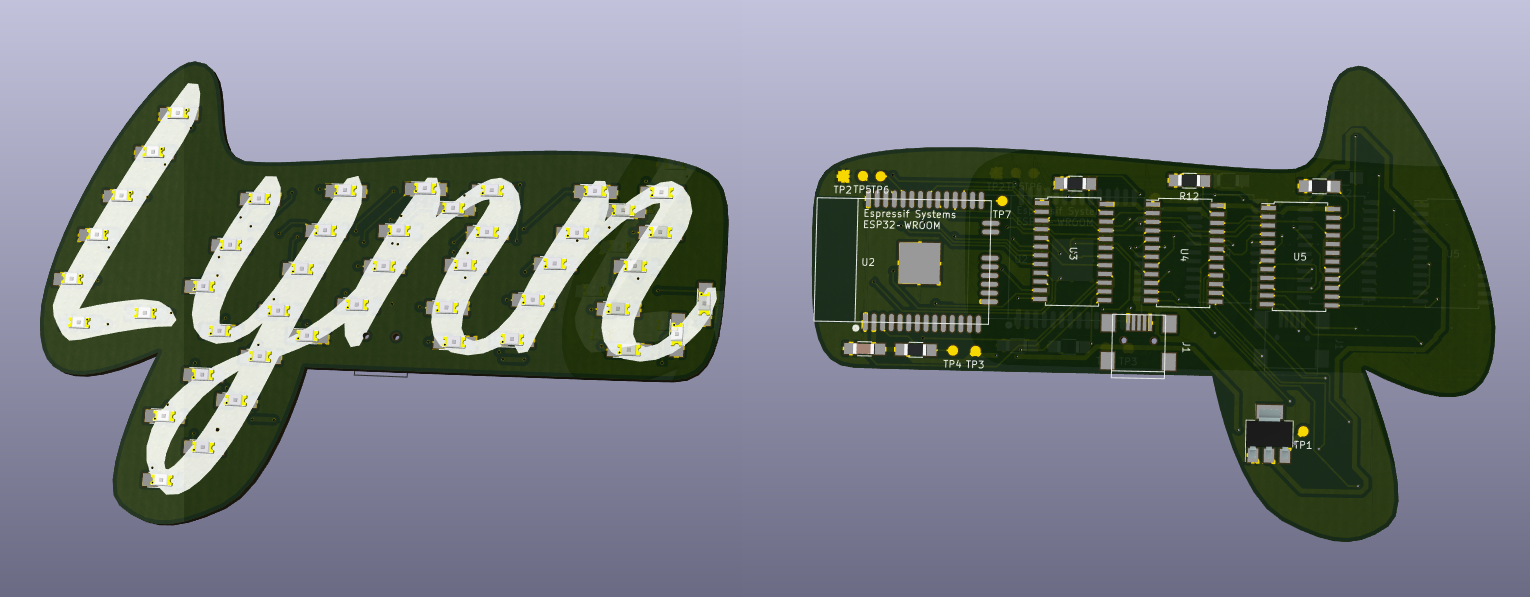 Lynn
TP2 TP5 TP6
TP7
Espressif Systems
ESP32-WROOM
U2
U3
R12
U4
U5
J1
TP4 TP3
TP1